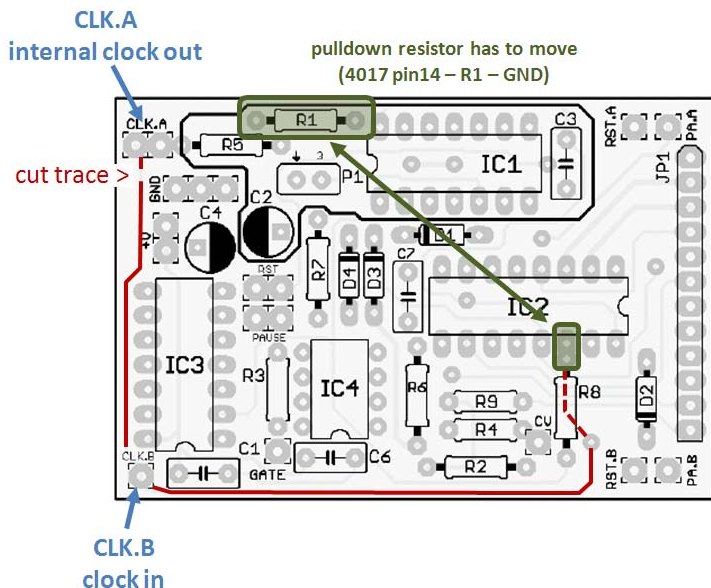 CLK.A
internal clock out
pulldown resistor has to move
(4017 pin14 – R1 – GND)
CLK.A
R1
C3
RST.A
PA.A
R5
IC1
JP1
cut trace >
3
P1
GND
C4
C2
D1
RST
R7
D4
D3
C7
IC2
PAUSE
IC3
R3
IC4
R6
R8
D2
R9
CV
R4
CLK.B
C1
C6
GATE
R2
RST.B
PA.B
CLK.B
clock in